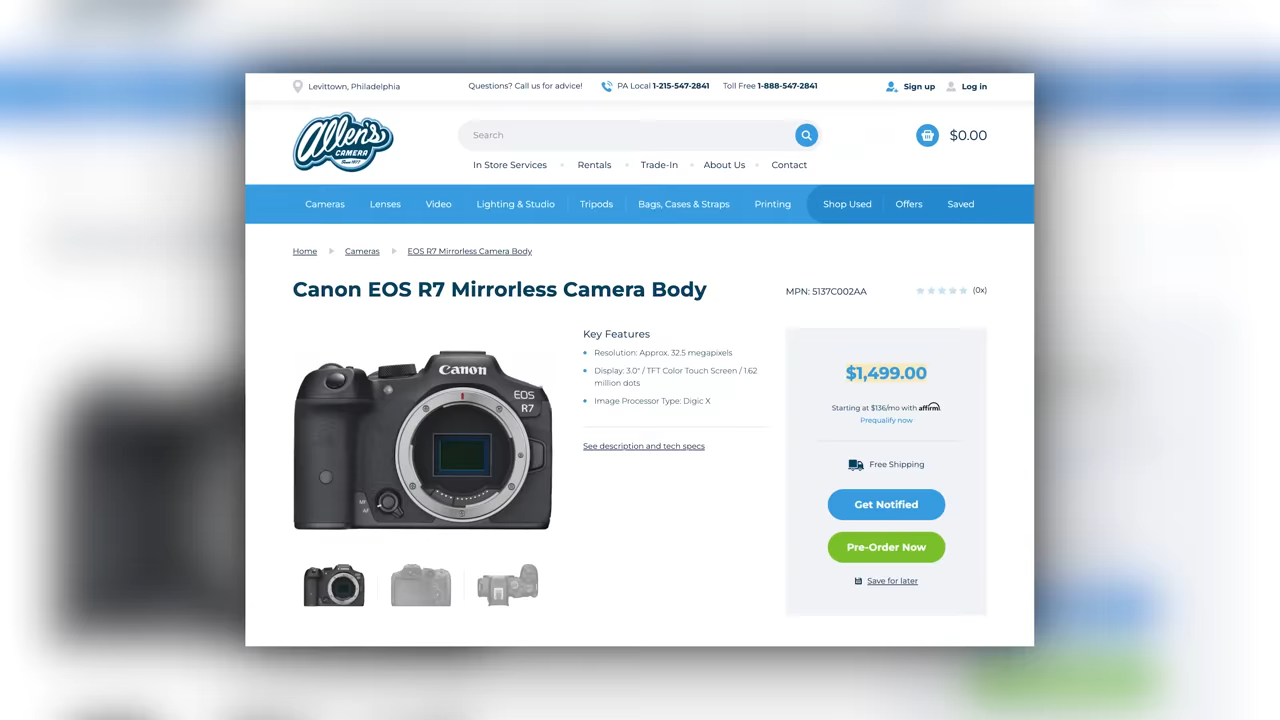 Levittown, Philadelphia
Questions? Call us for advice!
PA Local 1-215-547-2841
Toll Free 1-888-547-2841
Sign up
Log in
Allen's
CAMERA
Since 1977
Search
$0.00
In Store Services
Rentals
Trade-In
About Us
Contact
Cameras
Lenses
Video
Lighting & Studio
Tripods
Bags, Cases & Straps
Printing
Shop Used
Offers
Saved
Home
Cameras
EOS R7 Mirrorless Camera Body
Canon EOS R7 Mirrorless Camera Body
MPN: 5137C002AA
(0x)
Canon
EOS
R7
MF
AF
Key Features
Resolution: Approx. 32.5 megapixels
Display: 3.0" / TFT Color Touch Screen / 1.62
million dots
Image Processor Type: Digic X
See description and tech specs
$1,499.00
Starting at $136/mo with affirm.
Prequalify now
Free Shipping
Get Notified
Pre-Order Now
Save for later